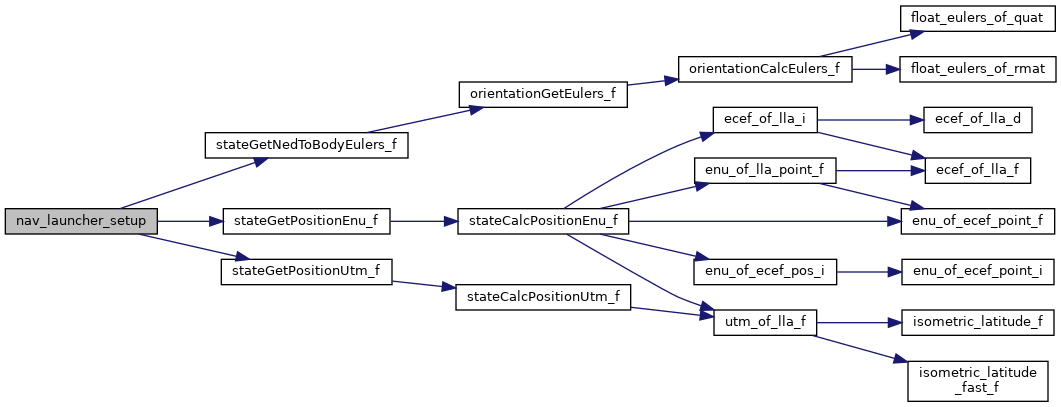 float_eulers_of_quat
orientationCalcEulers_f
float_eulers_of_rmat
orientationGetEulers_f
ecef_of_lla_i
ecef_of_lla_d
stateGetNedToBodyEulers_f
enu_of_lla_point_f
ecef_of_lla_f
nav_launcher_setup
stateGetPositionEnu_f
stateCalcPositionEnu_f
enu_of_ecef_point_f
stateGetPositionUtm_f
enu_of_ecef_pos_i
enu_of_ecef_point_i
stateCalcPositionUtm_f
utm_of_lla_f
isometric_latitude_f
isometric_latitude
_fast_f